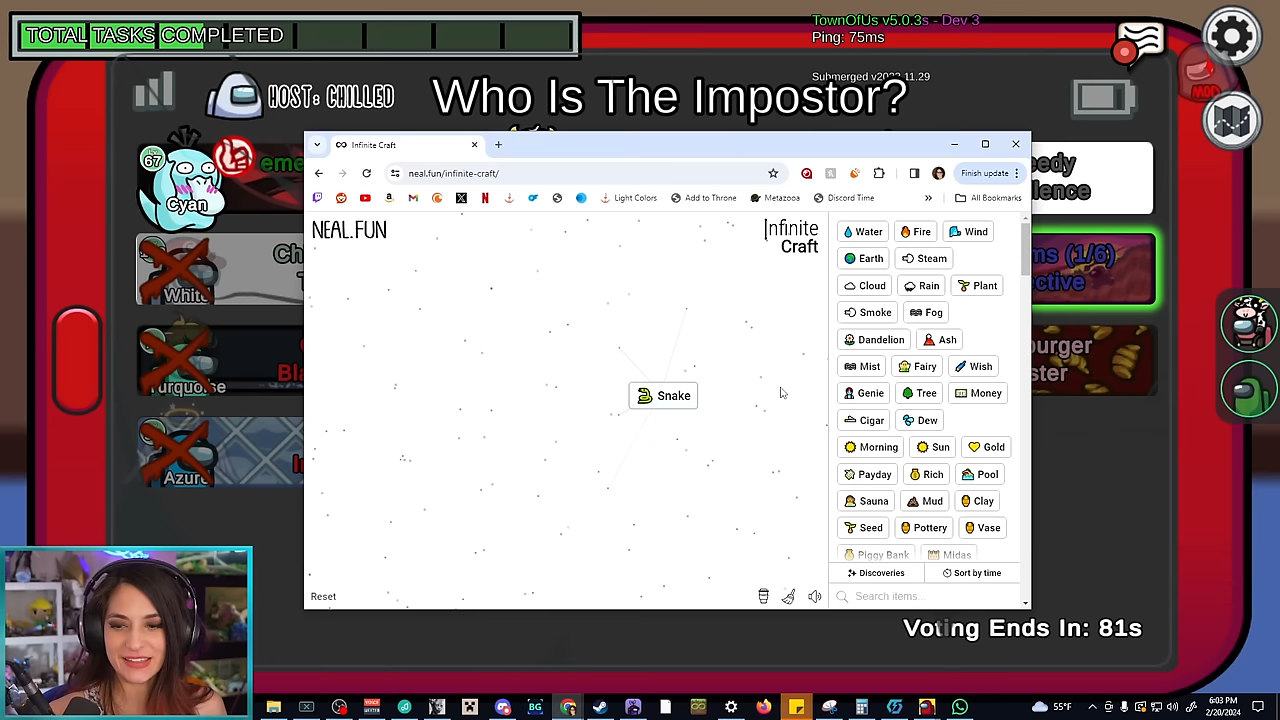 TOTAL TASKS COMPLETED
TownOfUs v5.0.3s - Dev 3
Ping: 75ms
Submerged v2023.11.29
HOST: CHILLED
Who Is The Impostor?
MOD
67
Cyan
White
Turquoise
Azure
Infinite Craft
neal.fun/infinite-craft/
Finish update
Light Colors
Add to Throne
Metazooa
Discord Time
All Bookmarks
NEAL.FUN
Infinite
Craft
Snake
Water Fire Wind
Earth Steam
Cloud Rain Plant
Smoke Fog
Dandelion Ash
Mist Fairy Wish
Genie Tree Money
Cigar Dew
Morning Sun Gold
Payday Rich Pool
Sauna Mud Clay
Seed Pottery Vase
Piggy Bank Midas
Discoveries Sort by time
Reset
Search items...
Voting Ends In: 81s
BG
55°
6:03 PM
2/20/2024